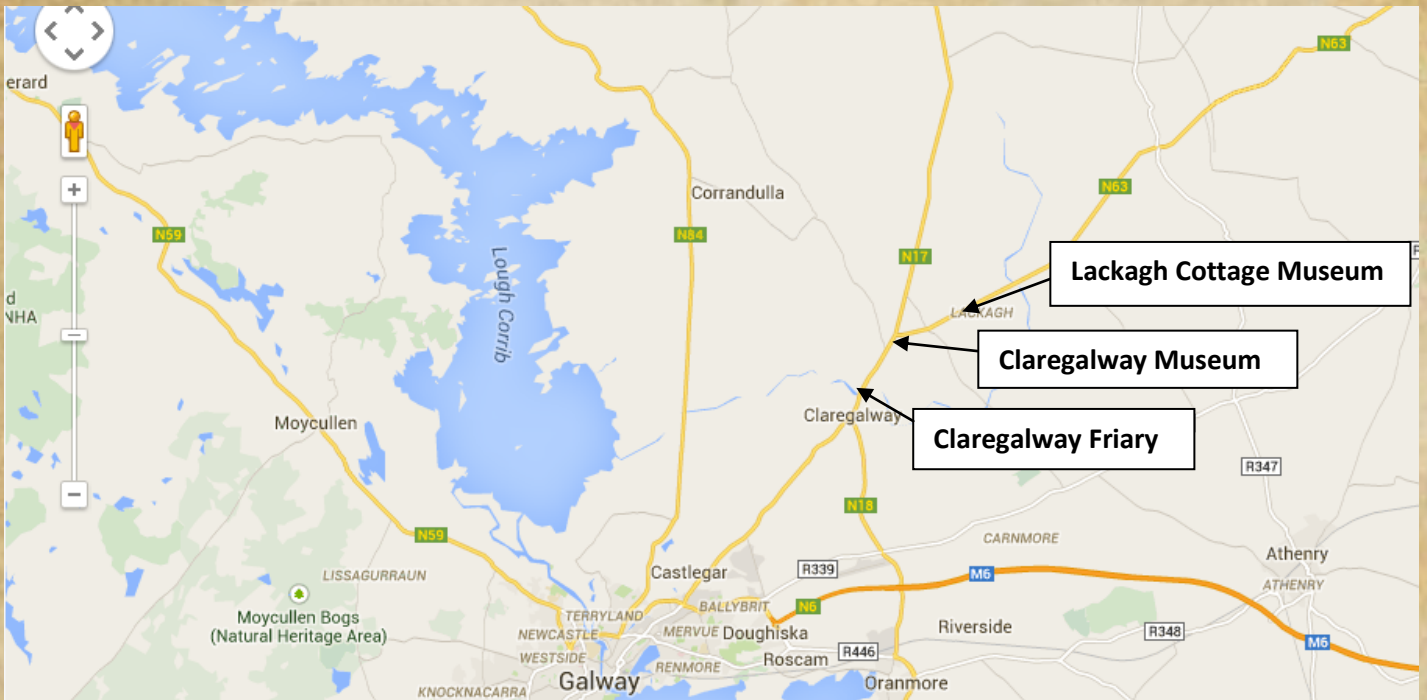 N63
erard
Corrandulla
N63
N59
N84
N17
Lough Corrib
Lackagh Cottage Museum
d
NHA
LACKAGH
Claregalway Museum
Moycullen
Claregalway
Claregalway Friary
R347
N18
N59
CARNMORE
Athenry
Castlegar
R339
M6
LISSAGURRAUN
ATHENRY
Moycullen Bogs
(Natural Heritage Area)
TERRYLAND
BALLYBRIT
N6
NEWCASTLE
MERVUE
Doughiska
Riverside
R348
M6
WESTSIDE
RENMORE
Roscam
R446
Galway
Oranmore
KNOCKNACARRA